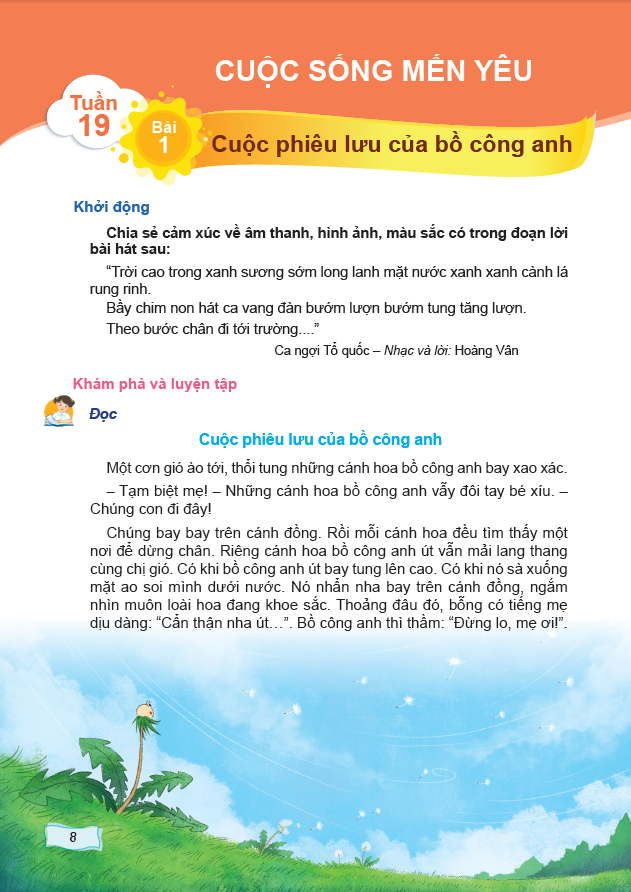 CUỘC SỐNG MẾN YÊU
Tuần
19
Bài
1
Cuộc phiêu lưu của bồ công anh
Khởi động
Chia sẻ cảm xúc về âm thanh, hình ảnh, màu sắc có trong đoạn lời
bài hát sau:
“Trời cao trong xanh sương sớm long lanh mặt nước xanh xanh cành lá
rung rinh.
Bầy chim non hát ca vang đàn bướm lượn bướm tung tăng lượn.
Theo bước chân đi tới trường....”
Ca ngợi Tổ quốc – Nhạc và lời: Hoàng Vân
Khám phá và luyện tập
Đọc
Cuộc phiêu lưu của bồ công anh
Một cơn gió ào tới, thổi tung những cánh hoa bồ công anh bay xao xác.
– Tạm biệt mẹ! – Những cánh hoa bồ công anh vẫy đôi tay bé xíu. –
Chúng con đi đây!
Chúng bay bay trên cánh đồng. Rồi mỗi cánh hoa đều tìm thấy một
nơi để dừng chân. Riêng cánh hoa bồ công anh út vẫn mải lang thang
cùng chị gió. Có khi bồ công anh út bay tung lên cao. Có khi nó sà xuống
mặt ao soi mình dưới nước. Nó nhẩn nha bay trên cánh đồng, ngắm
nhìn muôn loài hoa đang khoe sắc. Thoảng đâu đó, bỗng có tiếng mẹ
dịu dàng: “Cẩn thận nha út…”. Bồ công anh thì thầm: “Đừng lo, mẹ ơi!”.
8